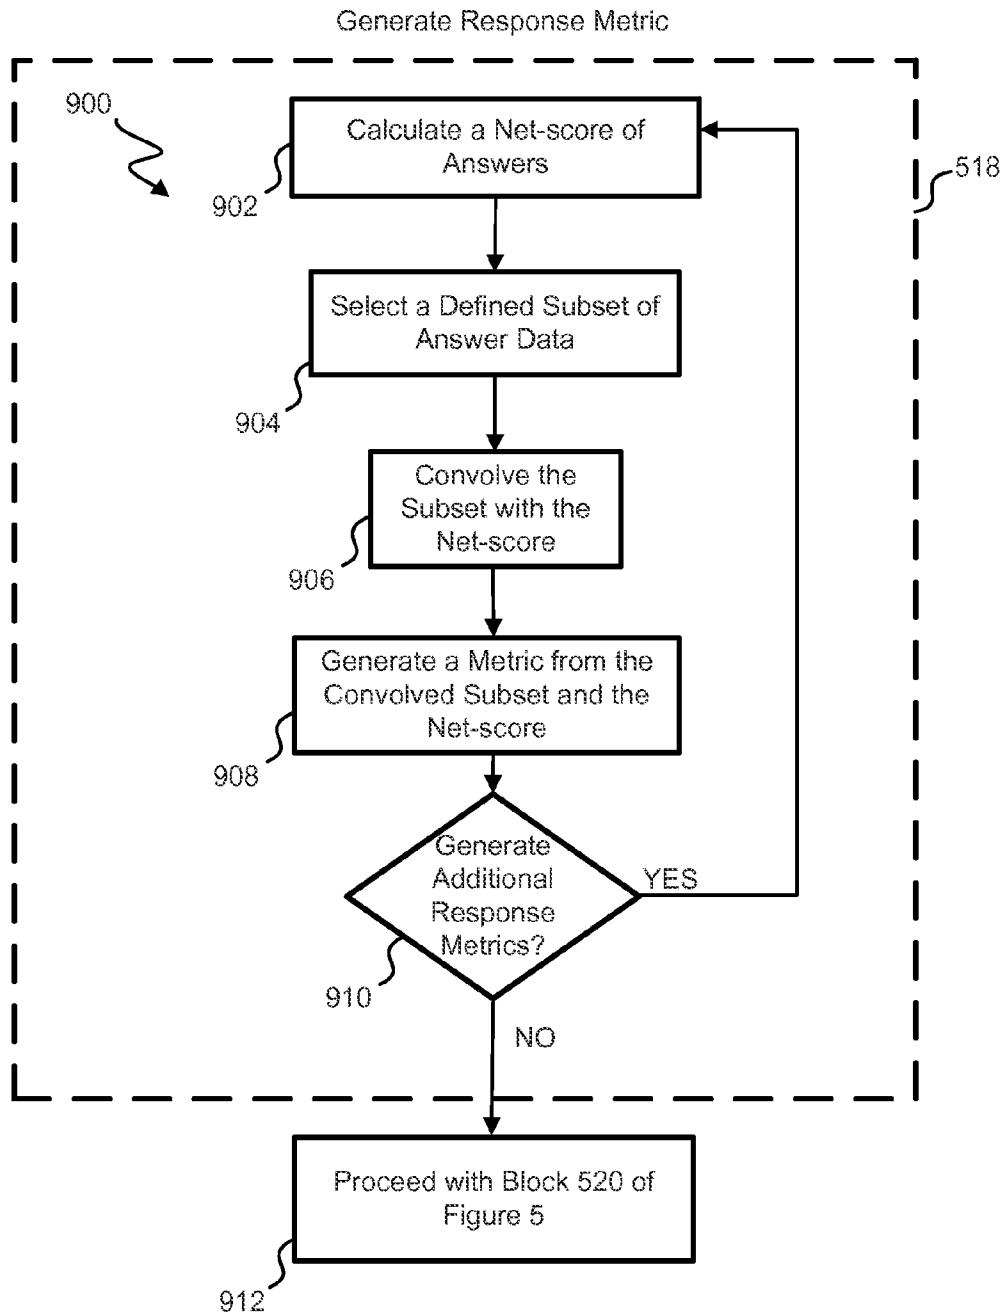 Generate Response Metric
900
Calculate a Net-score of
Answers
902
518
Select a Defined Subset of
Answer Data
904
Convolve the
Subset with the
Net-score
906
Generate a Metric from the
Convolved Subset and the
Net-score
908
Generate
Additional
Response
Metrics?
YES
910
NO
Proceed with Block 520 of
Figure 5
912